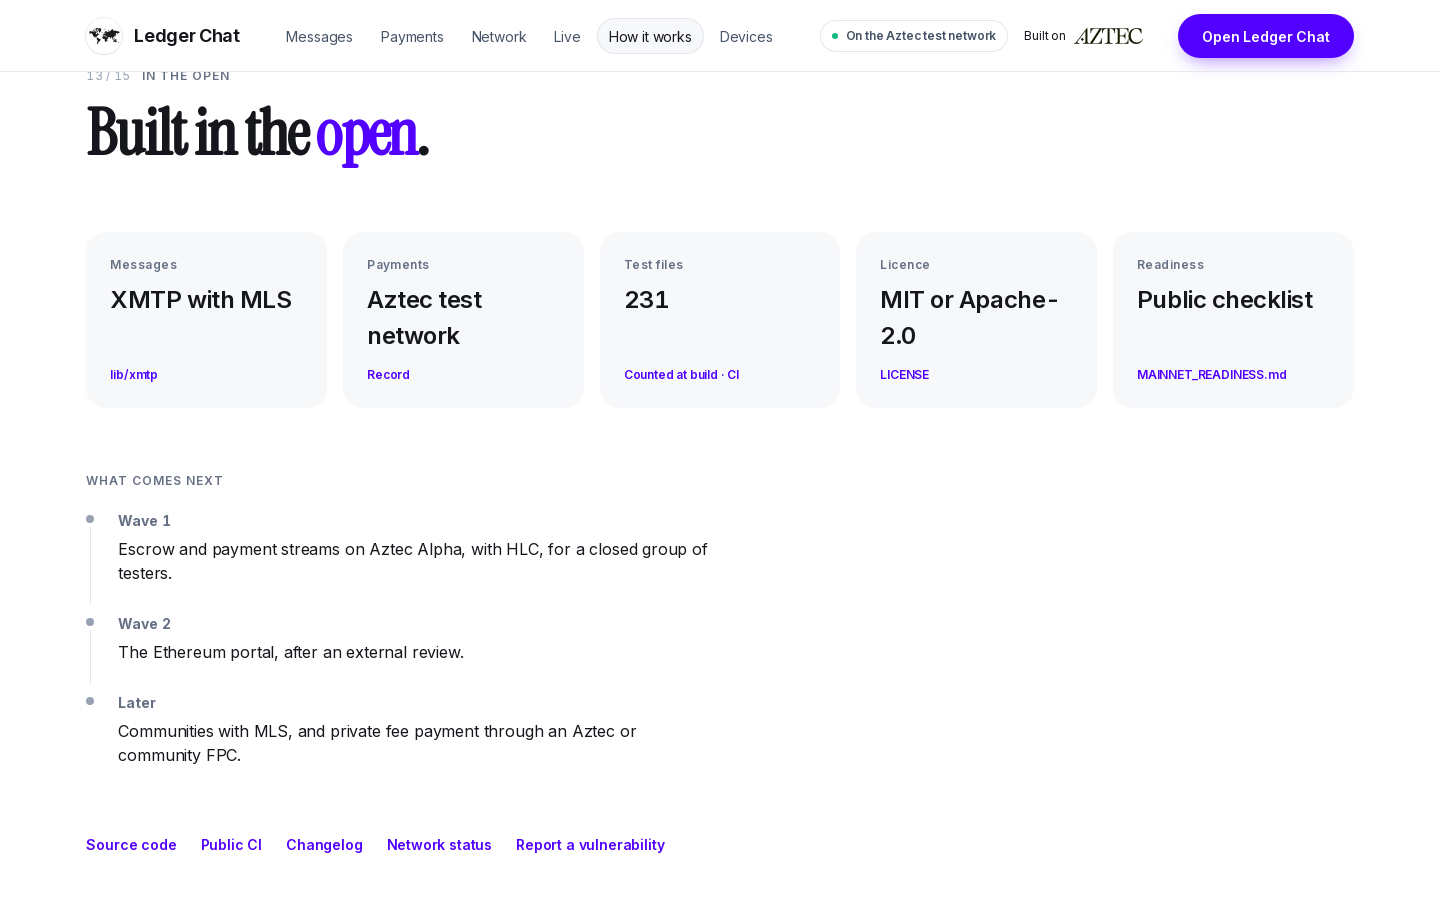 Ledger Chat
Messages
Payments
Network
Live
How it works
Devices
On the Aztec test network
Built on
AZTEC
Open Ledger Chat
13 / 15 IN THE OPEN
Built in the open.
Messages
XMTP with MLS
lib/xmtp
Payments
Aztec test
network
Record
Test files
231
Counted at build · CI
Licence
MIT or Apache-
2.0
LICENSE
Readiness
Public checklist
MAINNET_READINESS.md
WHAT COMES NEXT
Wave 1
Escrow and payment streams on Aztec Alpha, with HLC, for a closed group of
testers.
Wave 2
The Ethereum portal, after an external review.
Later
Communities with MLS, and private fee payment through an Aztec or
community FPC.
Source code
Public CI
Changelog
Network status
Report a vulnerability